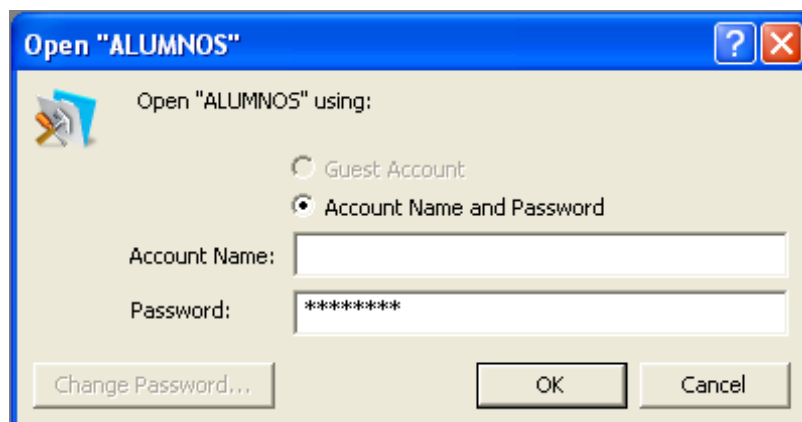 Open "ALUMNOS"
Open "ALUMNOS" using:
Guest Account
Account Name and Password
Account Name:
Password: ********
Change Password... OK Cancel